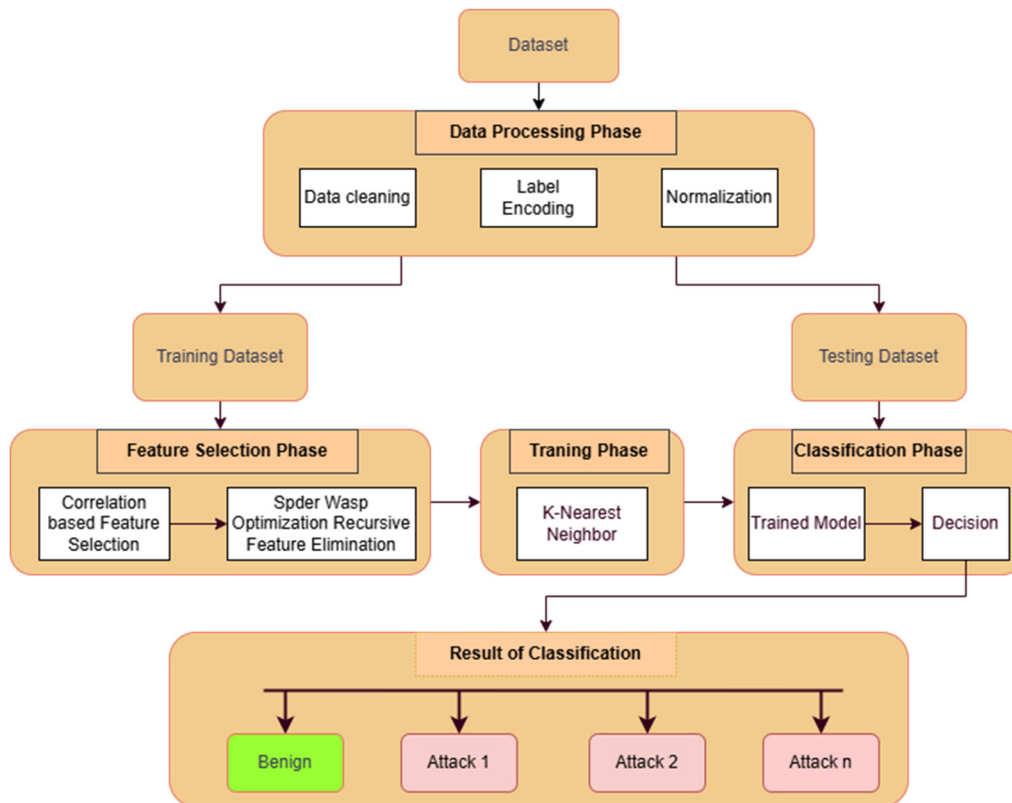 Dataset
Data Processing Phase
Data cleaning
Label
Encoding
Normalization
Training Dataset
Testing Dataset
Feature Selection Phase
Correlation
based Feature
Selection
Spder Wasp
Optimization Recursive
Feature Elimination
Traning Phase
K-Nearest
Neighbor
Classification Phase
Trained Model
Decision
Result of Classification
Benign
Attack 1
Attack 2
Attack n